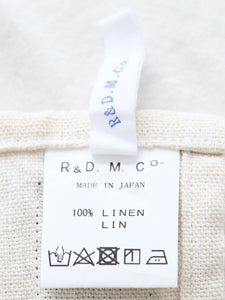 R & D. M. Co.
R & D. M. Co-
MADE IN JAPAN
100% LINEN
LIN